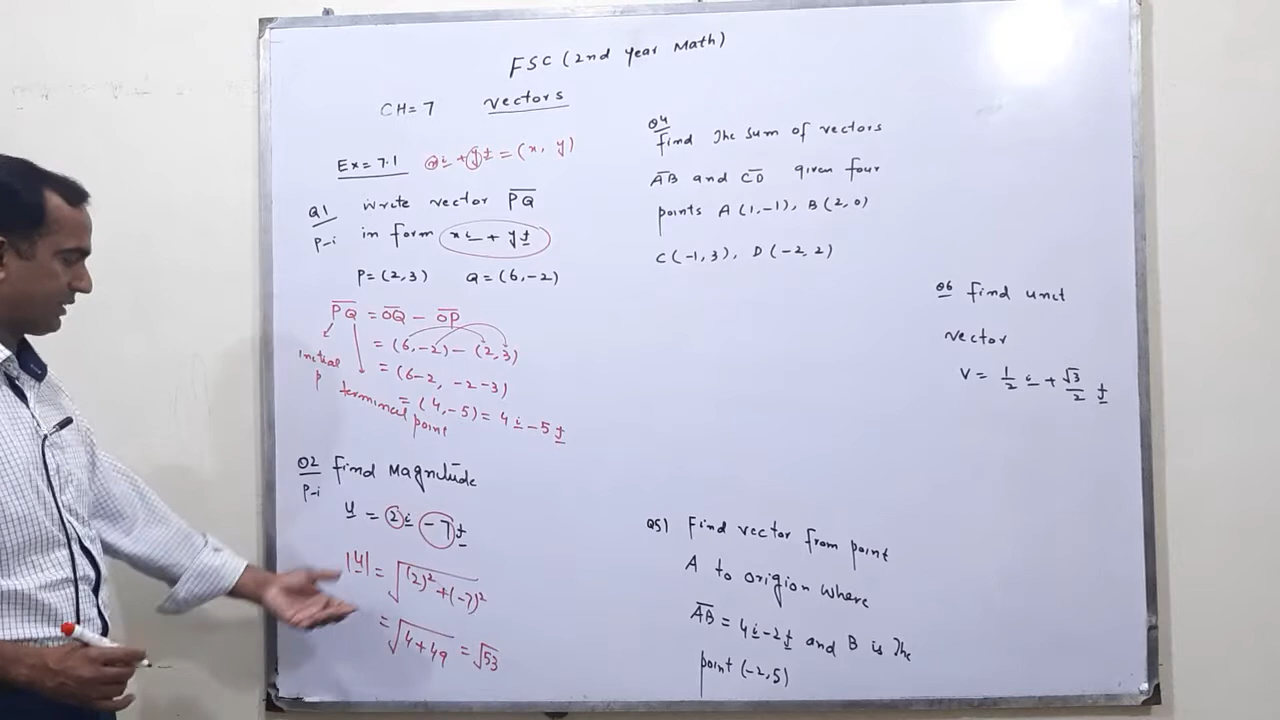 FSC (2nd Year Math)
CH = 7 Vectors
Ex = 7.1 xi + yj = (x, y)
Q1 Write vector PQ
P-i in form xi + yj
P = (2,3) Q = (6,-2)
PQ = OQ - OP
= (6,-2) - (2,3)
= (6-2, -2-3)
= (4,-5) = 4i - 5j
initial
P
terminal point
Q2 Find Magnitude
P-i
u = 2i - 7j
|u| = √(2)² + (-7)²
= √4+49 = √53
Q4
Find The Sum of vectors
AB and CD given four
points A(1,-1), B(2,0)
C(-1,3), D(-2,2)
Q5) Find vector from point
A to origion where
AB = 4i - 2j and B is The
point (-2,5)
Q6 Find unit
vector
V = 1/2 i + √3/2 j